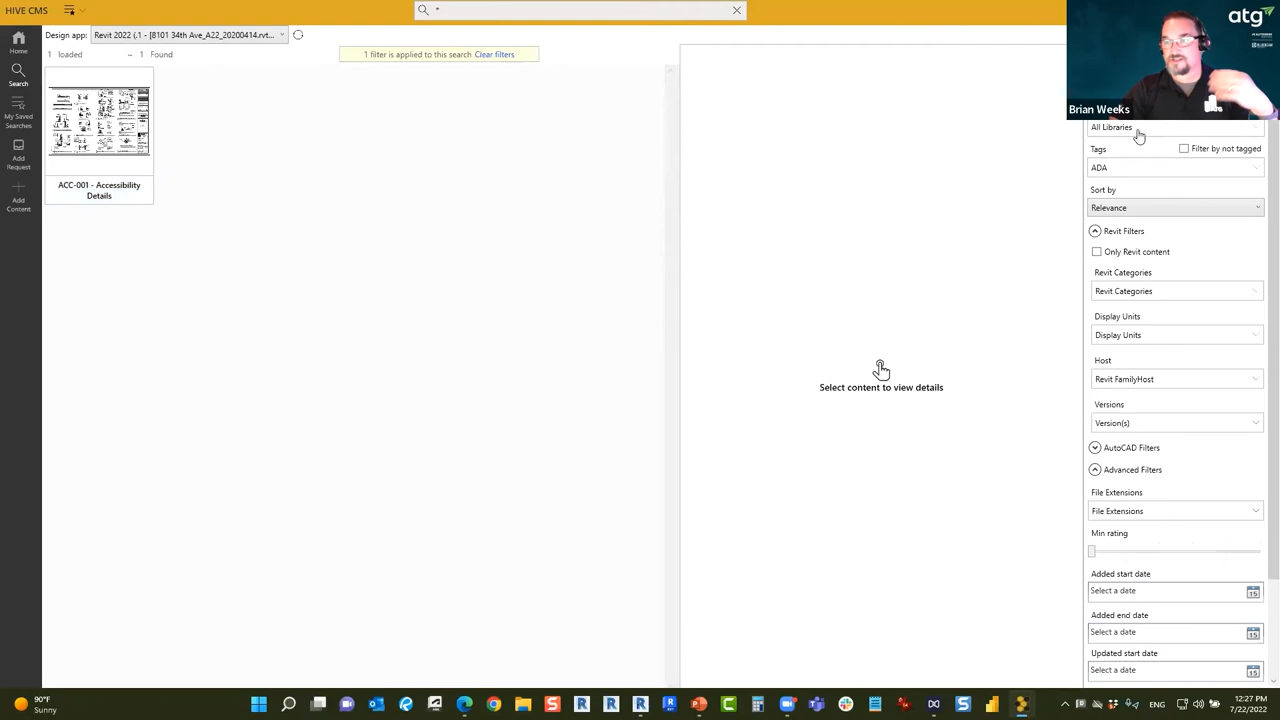 HIVE CMS
*
atg
Design app:
Revit 2022 (.1 - [8101 34th Ave_A22_20200414.rvt...
1 loaded
-- 1 Found
1 filter is applied to this search Clear filters
Home
Search
My Saved
Searches
Add
Request
Add
Content
ACC-001 - Accessibility
Details
Select content to view details
Brian Weeks
All Libraries
Tags
Filter by not tagged
ADA
Sort by
Relevance
Revit Filters
Only Revit content
Revit Categories
Revit Categories
Display Units
Display Units
Host
Revit FamilyHost
Versions
Version(s)
AutoCAD Filters
Advanced Filters
File Extensions
File Extensions
Min rating
Added start date
Select a date
15
Added end date
Select a date
15
Updated start date
Select a date
15
90°F
Sunny
12:27 PM
7/22/2022